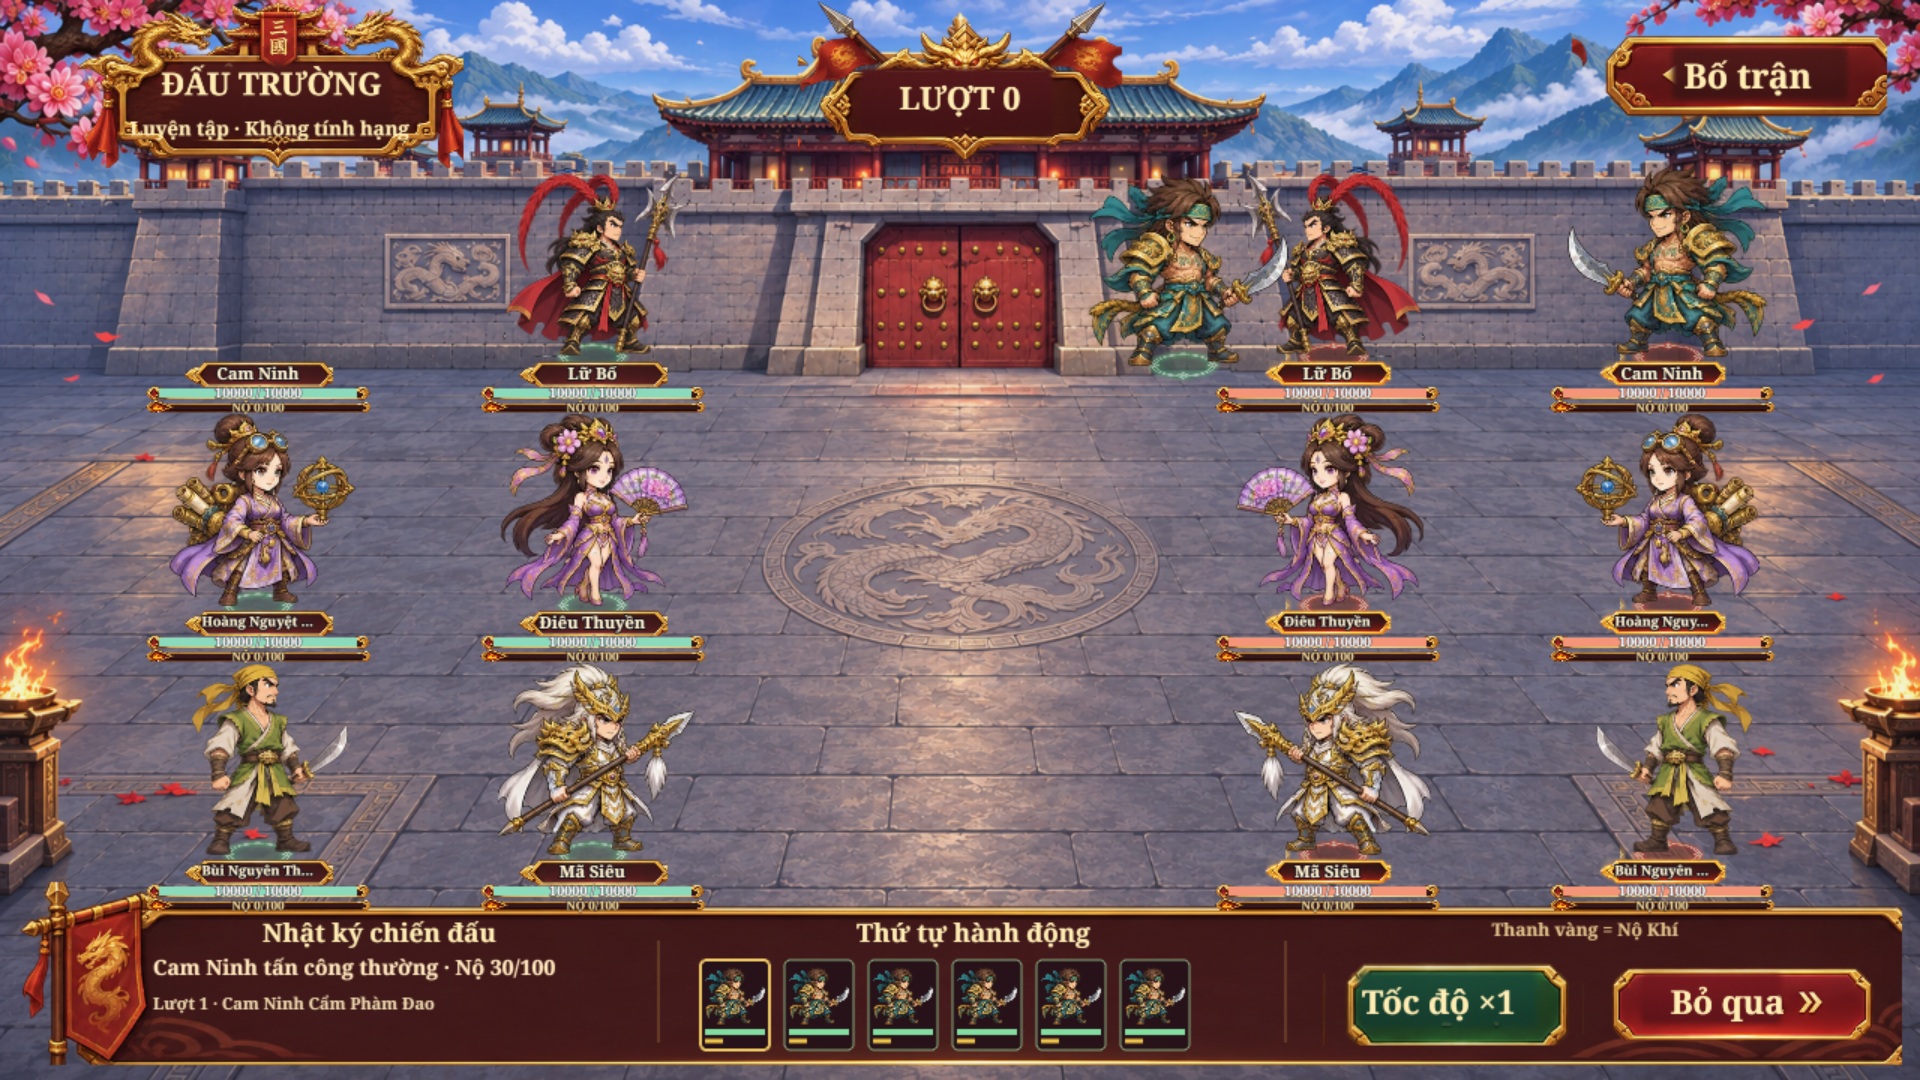 三國
ĐẤU TRƯỜNG
Luyện tập · Không tính hạng
LƯỢT 0
Bố trận
Cam Ninh
10000 / 10000
NỘ 0/100
Lữ Bố
10000 / 10000
NỘ 0/100
Lữ Bố
10000 / 10000
NỘ 0/100
Cam Ninh
10000 / 10000
NỘ 0/100
Hoàng Nguyệt ...
10000 / 10000
NỘ 0/100
Điêu Thuyền
10000 / 10000
NỘ 0/100
Điêu Thuyền
10000 / 10000
NỘ 0/100
Hoàng Nguy...
10000 / 10000
NỘ 0/100
Bùi Nguyên Th...
10000 / 10000
NỘ 0/100
Mã Siêu
10000 / 10000
NỘ 0/100
Mã Siêu
10000 / 10000
NỘ 0/100
Bùi Nguyên ...
10000 / 10000
NỘ 0/100
Nhật ký chiến đấu
Cam Ninh tấn công thường · Nộ 30/100
Lượt 1 · Cam Ninh Cẩm Phàm Đao
Thứ tự hành động
Thanh vàng = Nộ Khí
Tốc độ ×1
Bỏ qua »